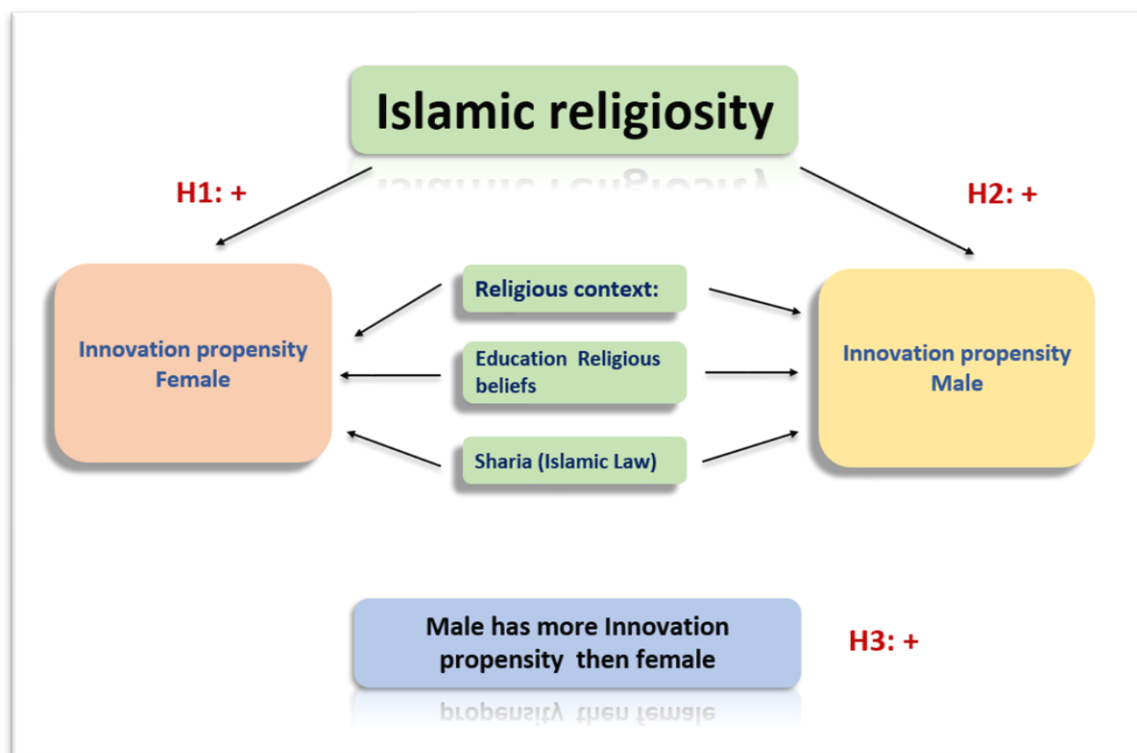 Islamic religiosity
H1: +
H2: +
Innovation propensity
Female
Religious context:
Education Religious
beliefs
Sharia (Islamic Law)
Innovation propensity
Male
Male has more Innovation
propensity then female
H3: +